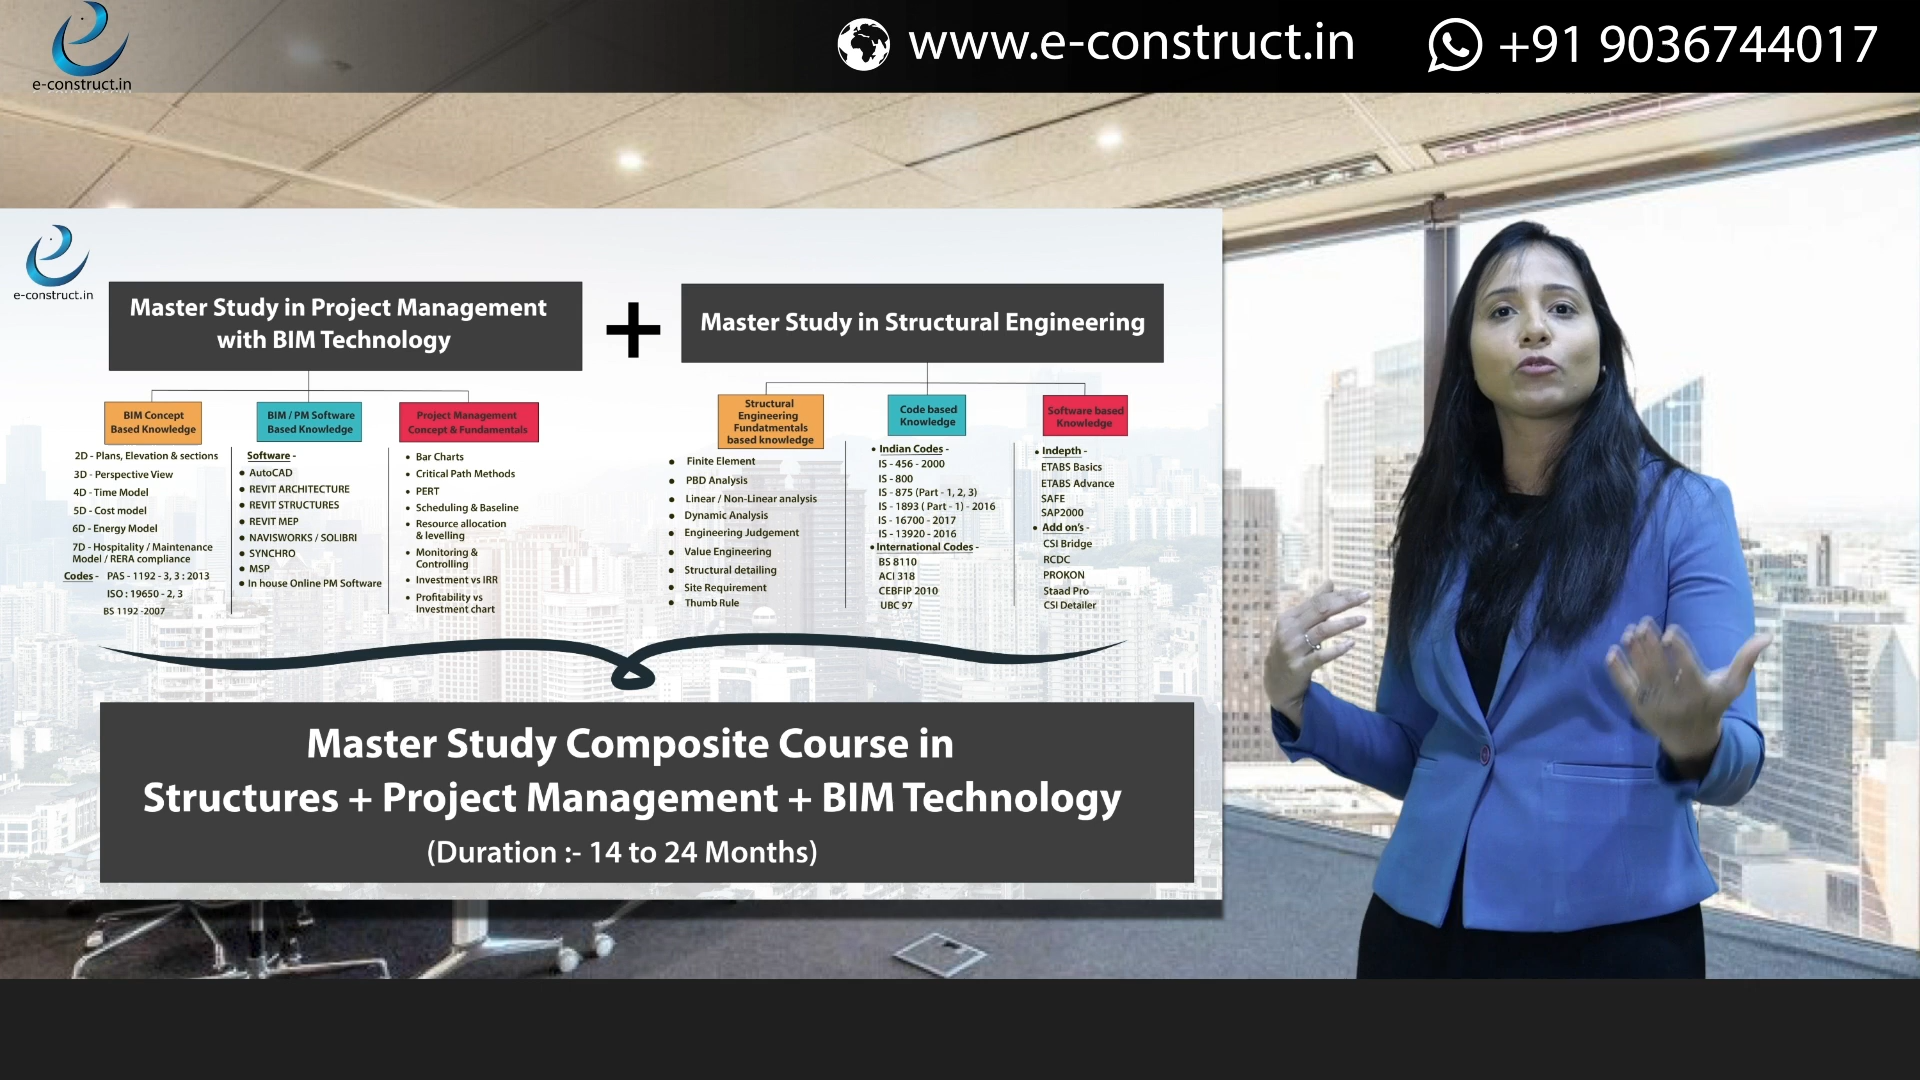 e-construct.in
www.e-construct.in
+91 9036744017
e-construct.in
Master Study in Project Management
with BIM Technology
+
Master Study in Structural Engineering
BIM Concept
Based Knowledge
2D - Plans, Elevation & sections
3D - Perspective View
4D - Time Model
5D - Cost model
6D - Energy Model
7D - Hospitality / Maintenance
Model / RERA compliance
Codes - PAS - 1192 - 3, 3 : 2013
ISO : 19650 - 2, 3
BS 1192 -2007
BIM / PM Software
Based Knowledge
Software -
• AutoCAD
• REVIT ARCHITECTURE
• REVIT STRUCTURES
• REVIT MEP
• NAVISWORKS / SOLIBRI
• SYNCHRO
• MSP
• In house Online PM Software
Project Management
Concept & Fundamentals
• Bar Charts
• Critical Path Methods
• PERT
• Scheduling & Baseline
• Resource allocation
& levelling
• Monitoring &
Controlling
• Investment vs IRR
• Profitability vs
Investment chart
Structural
Engineering
Fundatmentals
based knowledge
• Finite Element
• PBD Analysis
• Linear / Non-Linear analysis
• Dynamic Analysis
• Engineering Judgement
• Value Engineering
• Structural detailing
• Site Requirement
• Thumb Rule
Code based
Knowledge
• Indian Codes -
IS - 456 - 2000
IS - 800
IS - 875 (Part - 1, 2, 3)
IS - 1893 ( Part - 1) - 2016
IS - 16700 - 2017
IS - 13920 - 2016
• International Codes -
BS 8110
ACI 318
CEBFIP 2010
UBC 97
Software based
Knowledge
• Indepth -
ETABS Basics
ETABS Advance
SAFE
SAP2000
• Add on's -
CSI Bridge
RCDC
PROKON
Staad Pro
CSI Detailer
Master Study Composite Course in
Structures + Project Management + BIM Technology
(Duration :- 14 to 24 Months)